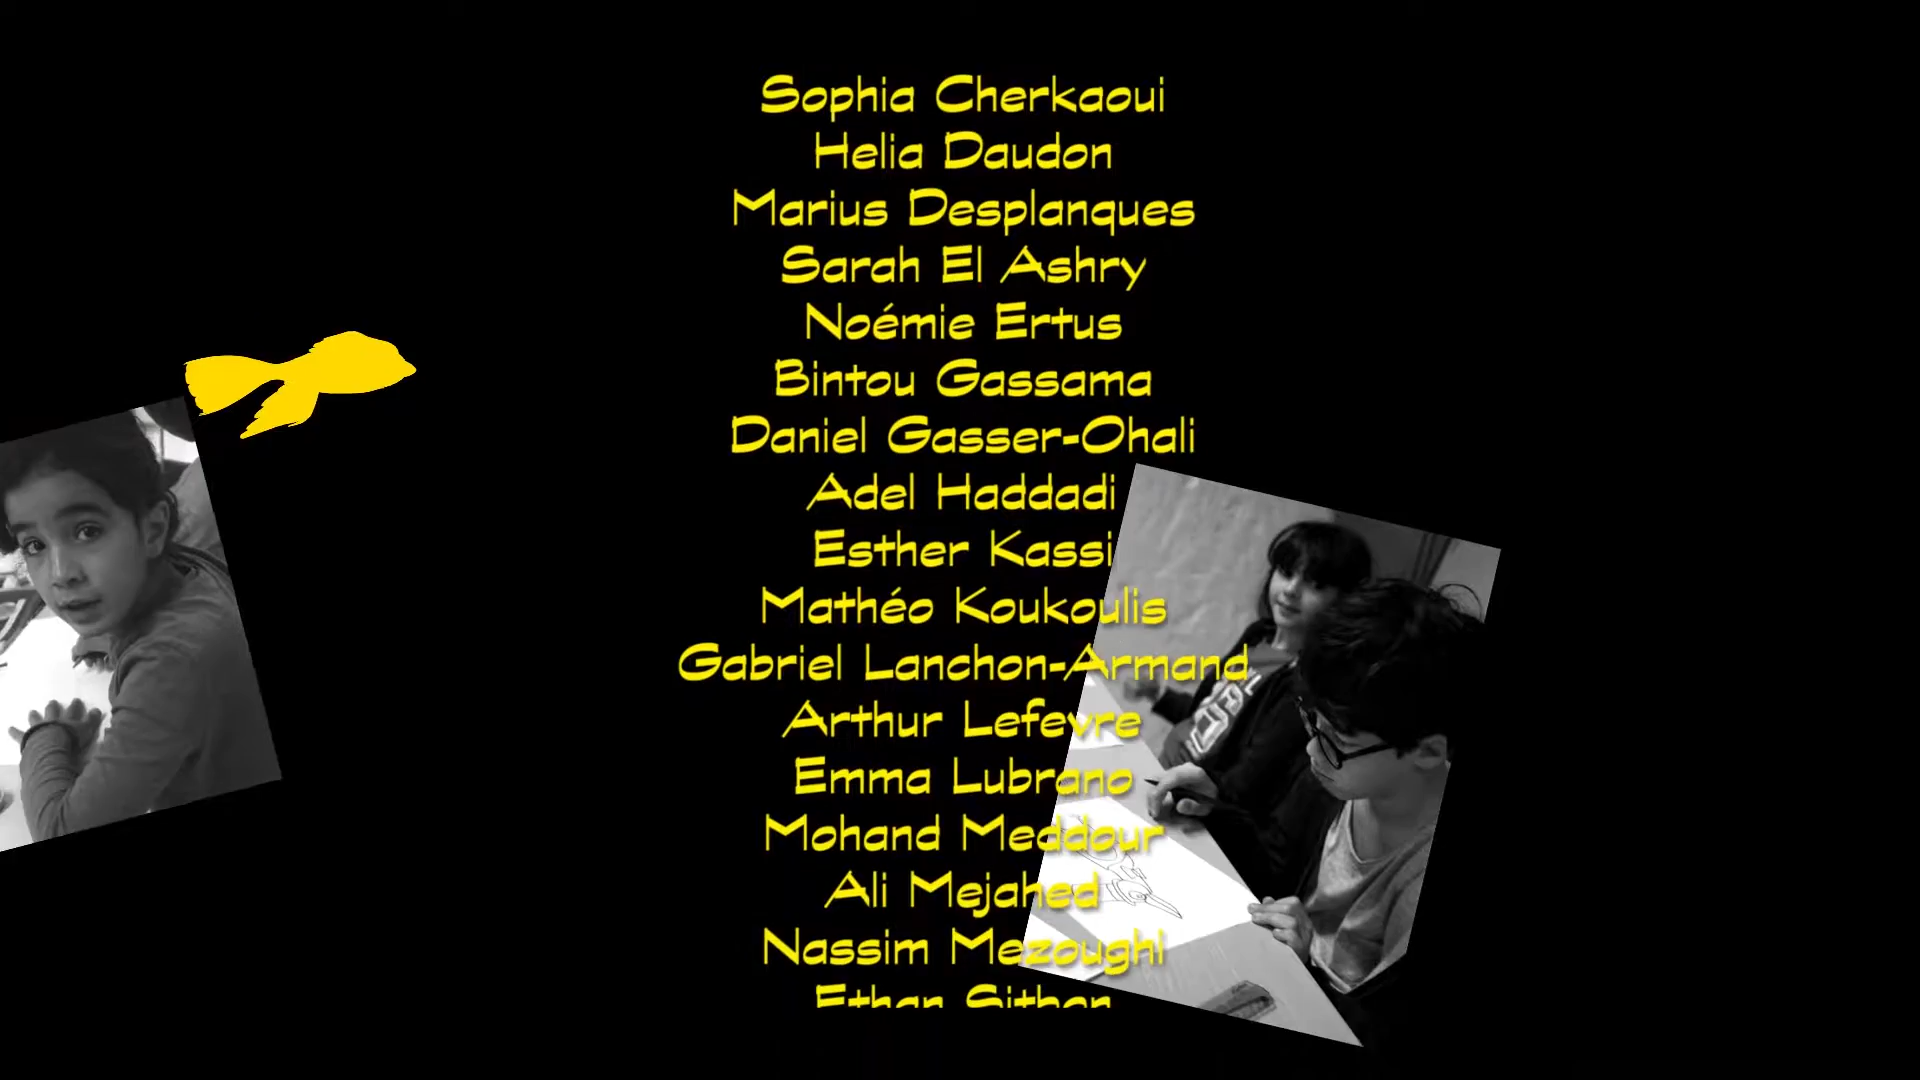 Sophia Cherkaoui
Helia Daudon
Marius Desplanques
Sarah El Ashry
Noémie Ertus
Bintou Gassama
Daniel Gasser-Ohali
Adel Haddadi
Esther Kassi
Mathéo Koukoulis
Gabriel Lanchon-Armand
Arthur Lefevre
Emma Lubrano
Mohand Meddour
Ali Mejahed
Nassim Mezoughi
Ethan